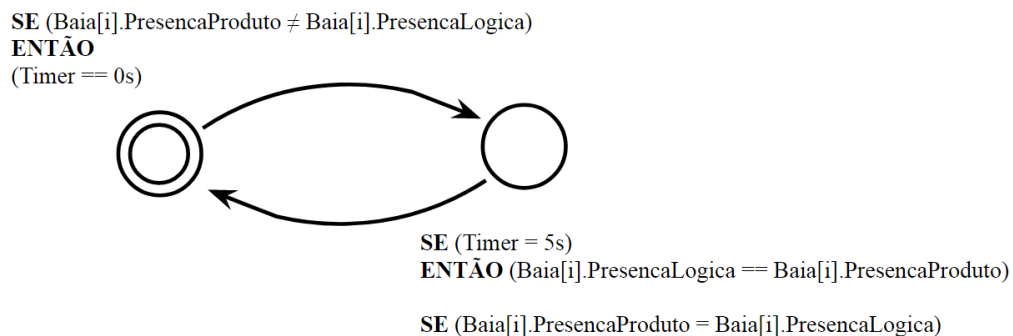 SE (Baia[i].PresencaProduto ≠ Baia[i].PresencaLogica)
ENTÃO
(Timer == 0s)
SE (Timer = 5s)
ENTÃO (Baia[i].PresencaLogica == Baia[i].PresencaProduto)
SE (Baia[i].PresencaProduto = Baia[i].PresencaLogica)